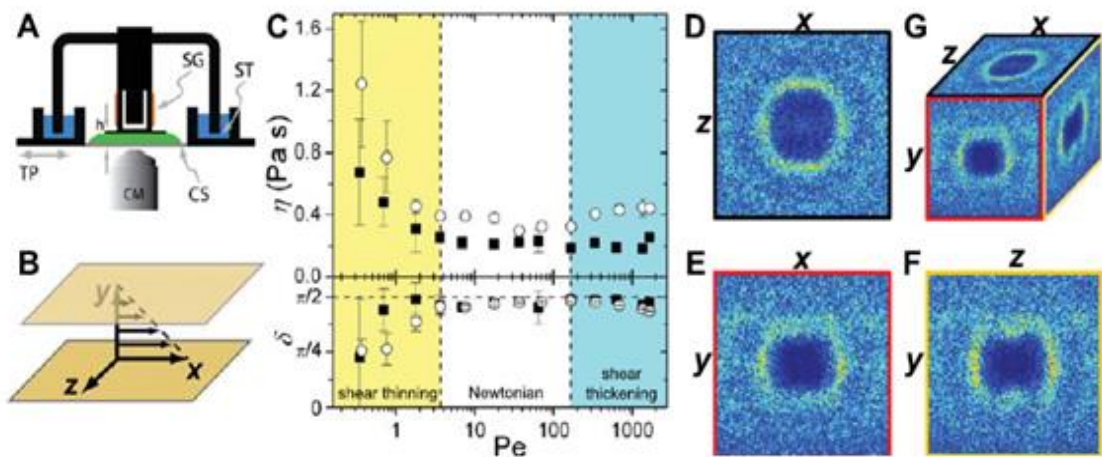 A
SG
ST
h
TP
CM
CS
B
y
z
x
C
η (Pa s)
1.6
1.2
0.8
0.4
0.0
δ
π/2
π/4
0
shear thinning
Newtonian
shear
thickening
1
10
100
1000
Pe
D
x
z
G
x
z
y
E
x
y
F
z
y